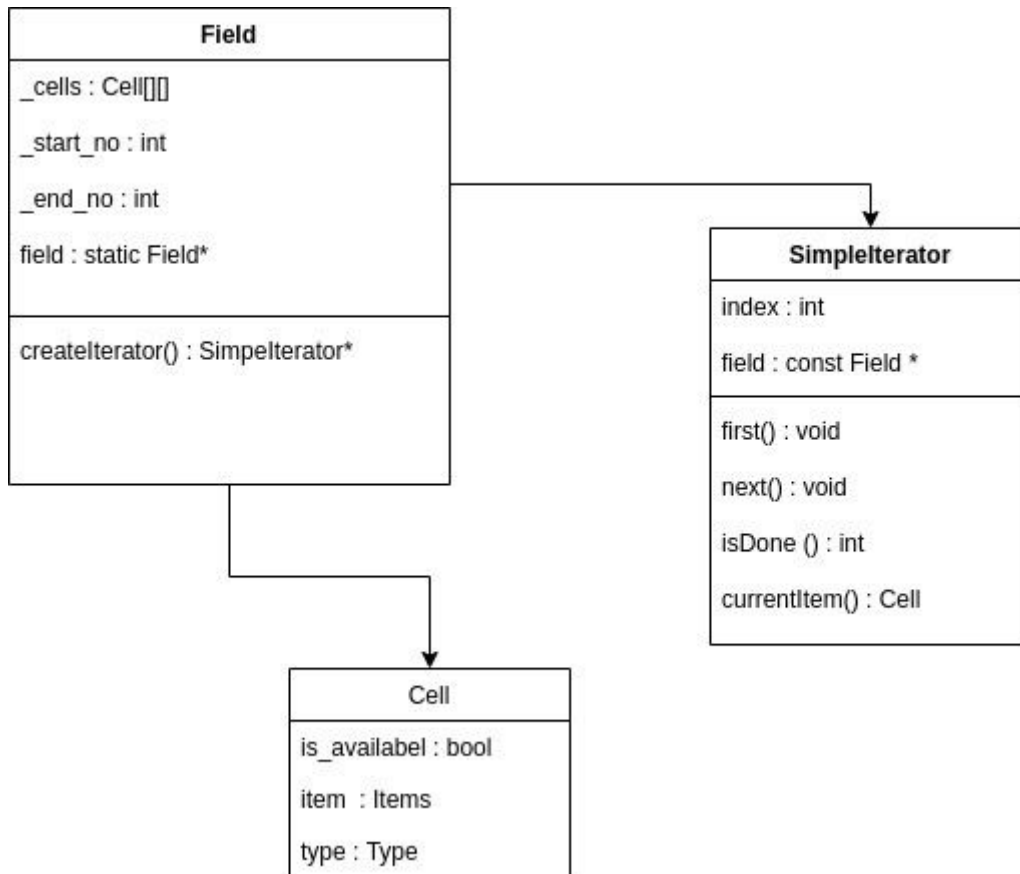 Field
_cells : Cell[][]
_start_no : int
_end_no : int
field : static Field*
createIterator() : SimpeIterator*
SimpleIterator
index : int
field : const Field *
first() : void
next() : void
isDone () : int
currentItem() : Cell
Cell
is_availabel : bool
item : Items
type : Type